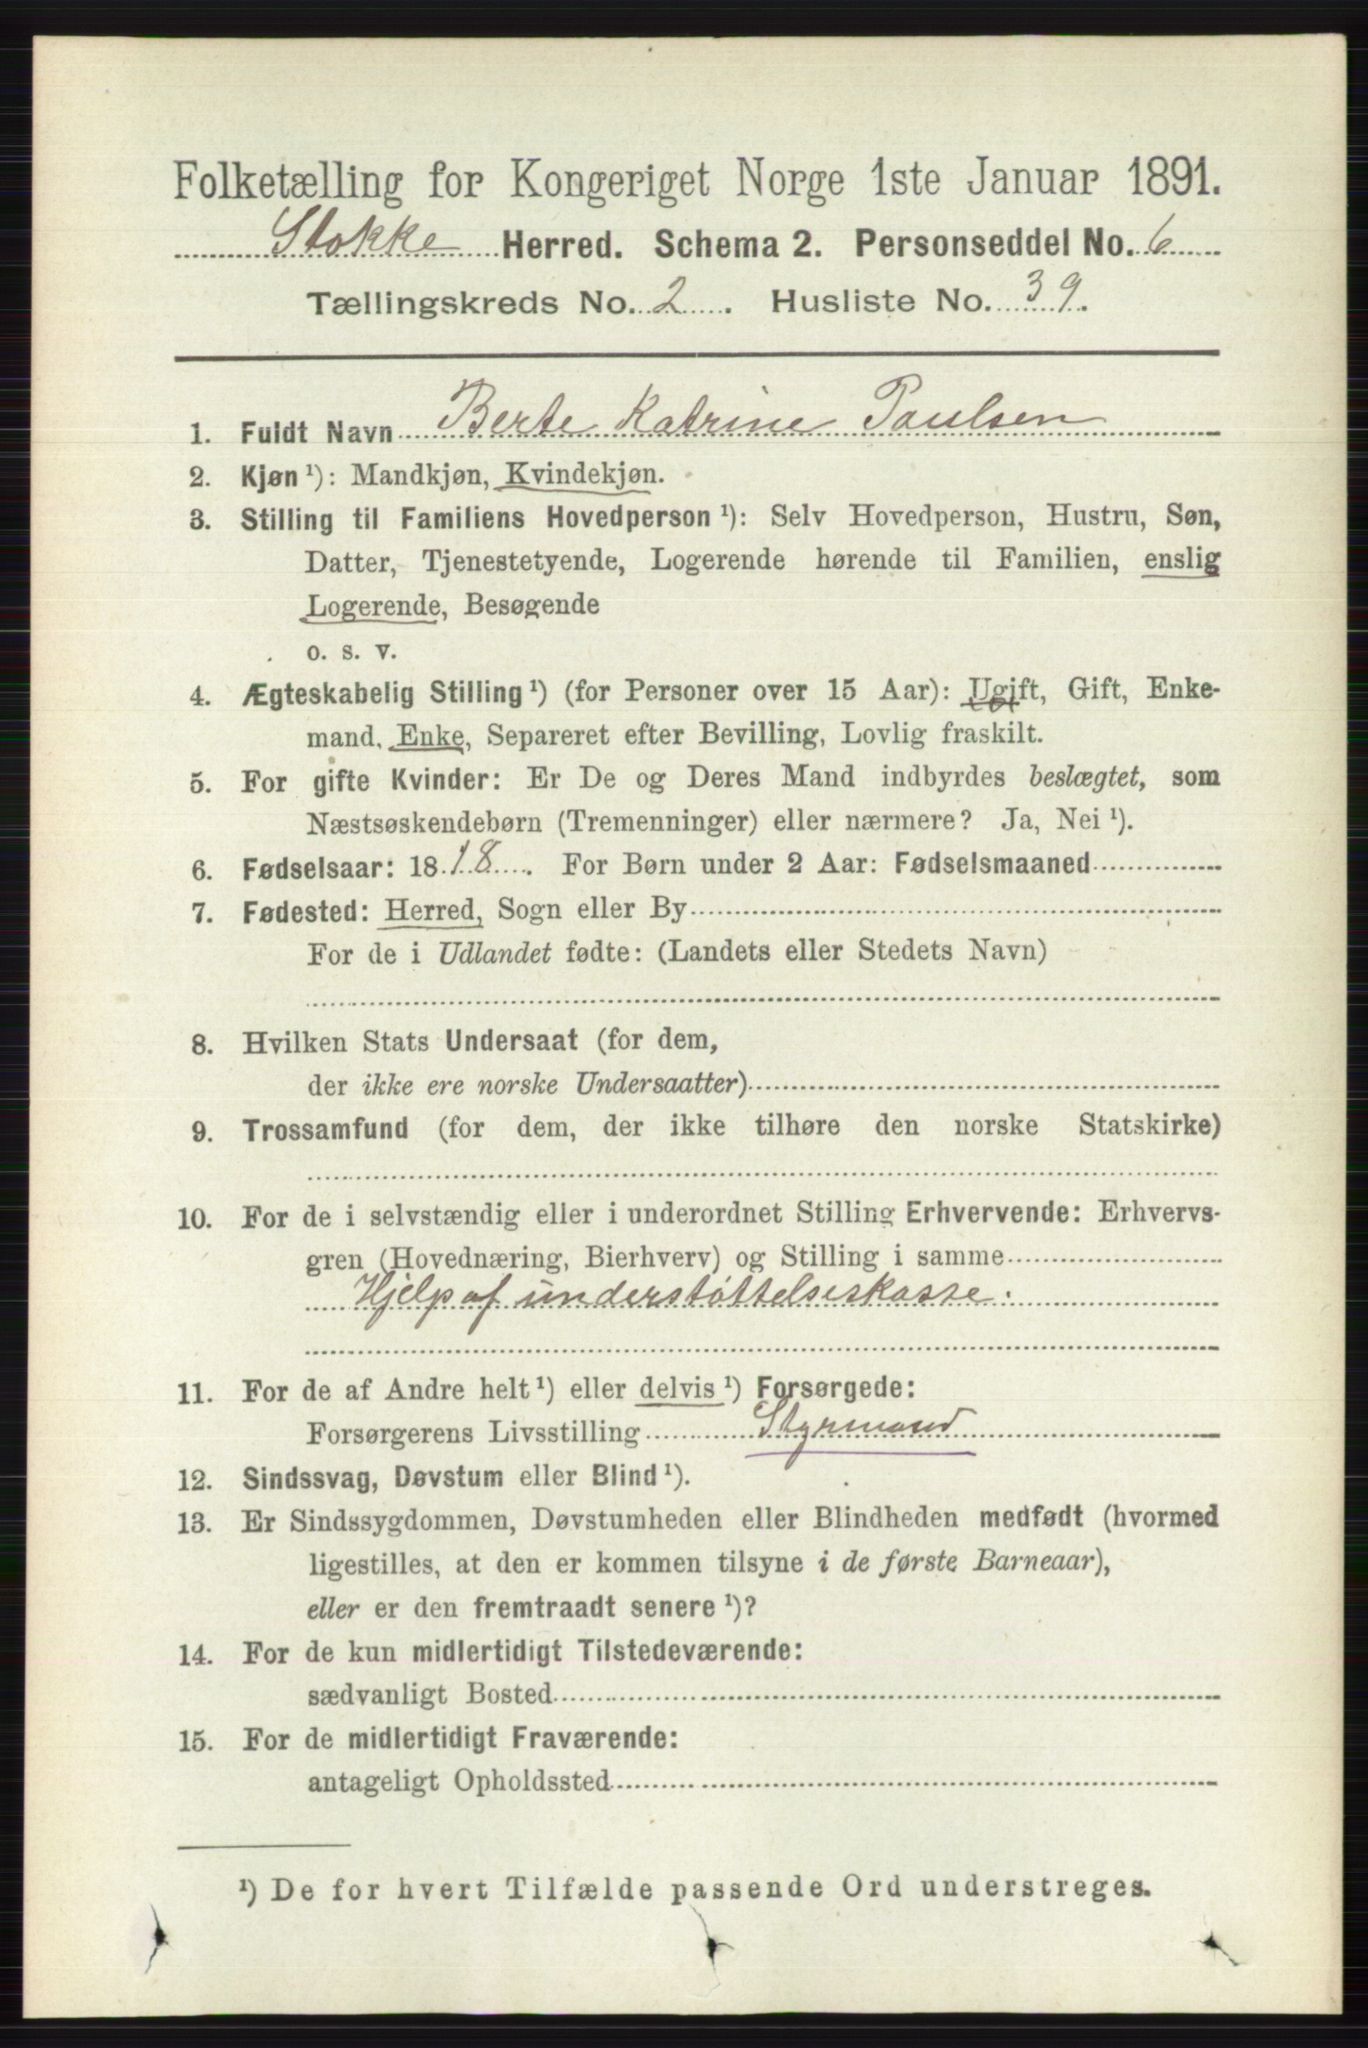 Folketælling for Kongeriget Norge 1ste Januar 1891.
Stokke Herred. Schema 2. Personseddel No. 6
Tællingskreds No. 2. Husliste No. 39.
1. Fuldt Navn Berte Katrine Paulsen
2. Kjøn ¹): Mandkjøn, Kvindekjøn.
3. Stilling til Familiens Hovedperson ¹): Selv Hovedperson, Hustru, Søn,
Datter, Tjenestetyende, Logerende hørende til Familien, enslig
Logerende, Besøgende
o. s. v.
4. Ægteskabelig Stilling ¹) (for Personer over 15 Aar): Ugift, Gift, Enke-
mand, Enke, Separeret efter Bevilling, Lovlig fraskilt.
5. For gifte Kvinder: Er De og Deres Mand indbyrdes beslægtet, som
Næstsøskendebørn (Tremenninger) eller nærmere? Ja, Nei ¹).
6. Fødselsaar: 1818. For Børn under 2 Aar: Fødselsmaaned
7. Fødested: Herred, Sogn eller By
For de i Udlandet fødte: (Landets eller Stedets Navn)
8. Hvilken Stats Undersaat (for dem,
der ikke ere norske Undersaatter)
9. Trossamfund (for dem, der ikke tilhøre den norske Statskirke)
10. For de i selvstændig eller i underordnet Stilling Erhvervende: Erhvervs-
gren (Hovednæring, Bierhverv) og Stilling i samme
Hjelp af understøttelseskasse.
11. For de af Andre helt ¹) eller delvis ¹) Forsørgede:
Forsørgerens Livsstilling Styrmand
12. Sindssvag, Døvstum eller Blind ¹).
13. Er Sindssygdommen, Døvstumheden eller Blindheden medfødt (hvormed
ligestilles, at den er kommen tilsyne i de første Barneaar),
eller er den fremtraadt senere ¹)?
14. For de kun midlertidigt Tilstedeværende:
sædvanligt Bosted
15. For de midlertidigt Fraværende:
antageligt Opholdssted
¹) De for hvert Tilfælde passende Ord understreges.